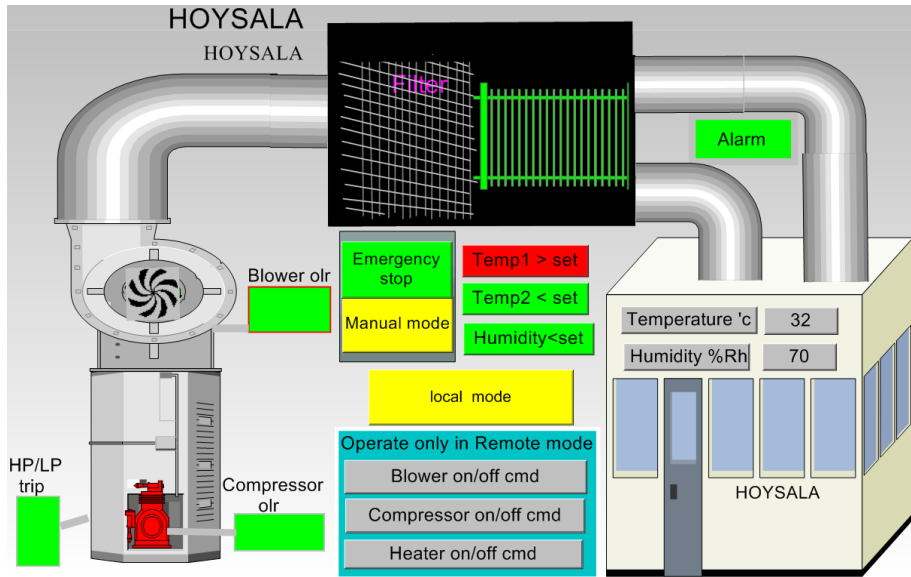 HOYSALA
HOYSALA
Filter
Alarm
Emergency
stop
Manual mode
Temp1 > set
Temp2 < set
Humidity<set
Blower olr
Temperature 'c
32
Humidity %Rh
70
local mode
Operate only in Remote mode
Blower on/off cmd
Compressor on/off cmd
Heater on/off cmd
HP/LP
trip
Compressor
olr
HOYSALA